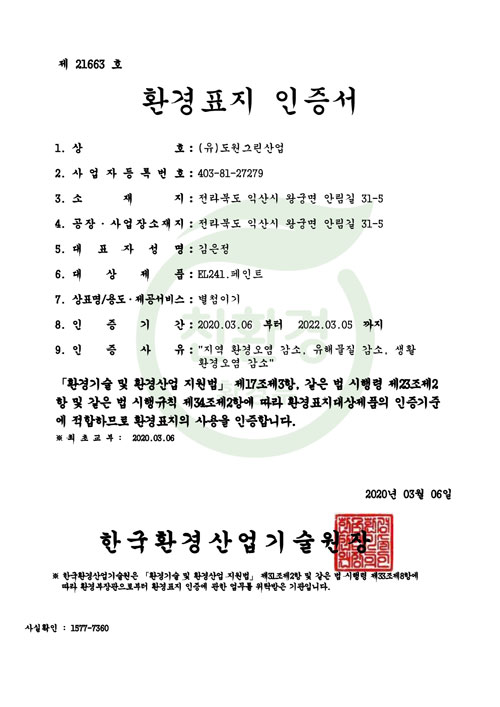 제 21663 호
환경표지 인증서
1. 상 호 : (유)도원그린산업
2. 사 업 자 등 록 번 호 : 403-81-27279
3. 소 재 지 : 전라북도 익산시 왕궁면 안림길 31-5
4. 공장 · 사업장소재지 : 전라북도 익산시 왕궁면 안림길 31-5
5. 대 표 자 성 명 : 김은정
6. 대 상 제 품 : EL241.페인트
7. 상표명/용도 · 제공서비스 : 별첨이기
8. 인 증 기 간 : 2020.03.06 부터 2022.03.05 까지
9. 인 증 사 유 : "지역 환경오염 감소, 유해물질 감소, 생활
환경오염 감소"
친환경
「환경기술 및 환경산업 지원법」 제17조제3항, 같은 법 시행령 제23조제2
항 및 같은 법 시행규칙 제34조제2항에 따라 환경표지대상제품의 인증기준
에 적합하므로 환경표지의 사용을 인증합니다.
※ 최 초 교 부 : 2020.03.06
2020년 03월 06일
한국환경산업기술원장
※ 한국환경산업기술원은 「환경기술 및 환경산업 지원법」 제31조제2항 및 같은 법 시행령 제33조제8항에
따라 환경부장관으로부터 환경표지 인증에 관한 업무를 위탁받은 기관입니다.
사실확인 : 1577-7360